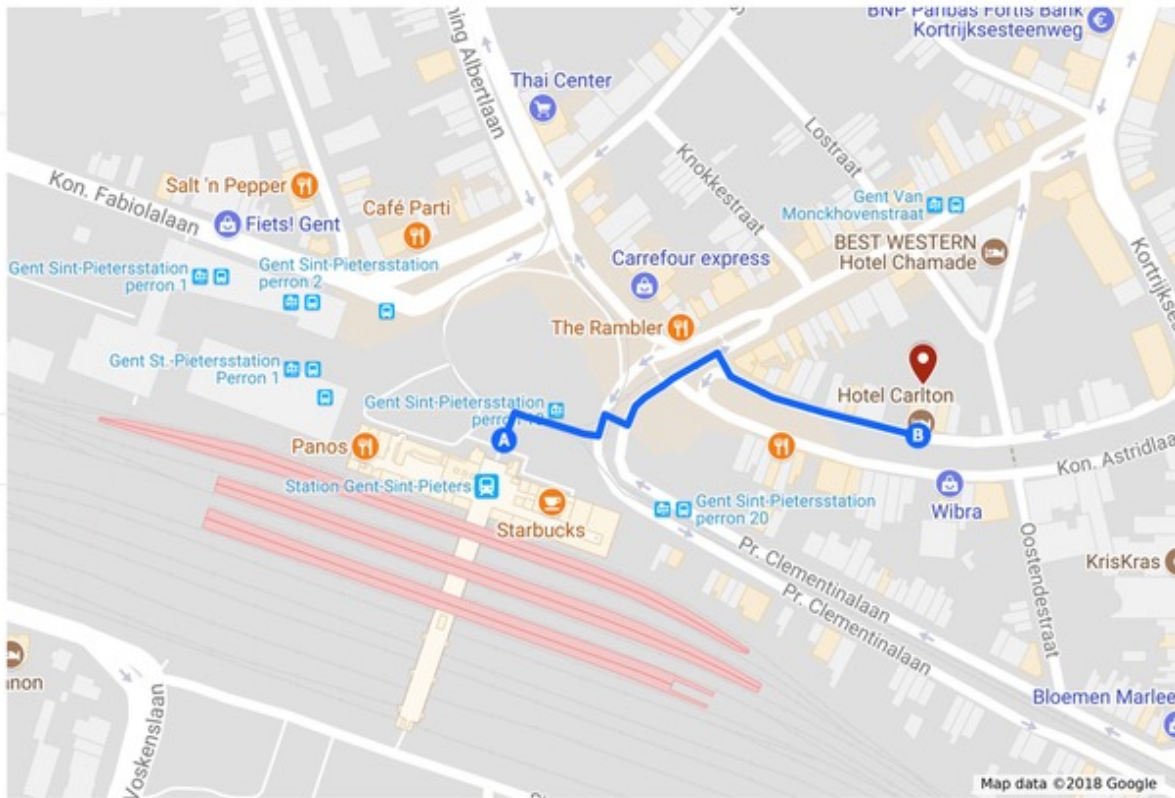 BNP Paribas Fortis Bank
Kortrijksesteenweg
ning Albertlaan
Thai Center
Lostraat
Knokkestraat
Salt 'n Pepper
Kon. Fabiolalaan
Fiets! Gent
Café Parti
Gent Van
Monckhovenstraat
BEST WESTERN
Hotel Chamade
Kortrijkse
Gent Sint-Pietersstation
perron 1
Gent Sint-Pietersstation
perron 2
Carrefour express
The Rambler
Gent St.-Pietersstation
Perron 1
Hotel Carlton
Gent Sint-Pietersstation
A
B
Panos
Kon. Astridlaa
Station Gent-Sint-Pieters
Starbucks
Gent Sint-Pietersstation
perron 20
Wibra
Pr. Clementinalaan
Pr. Clementinalaan
Oostendestraat
KrisKras
Voskenslaan
Bloemen Marlee
Map data ©2018 Google